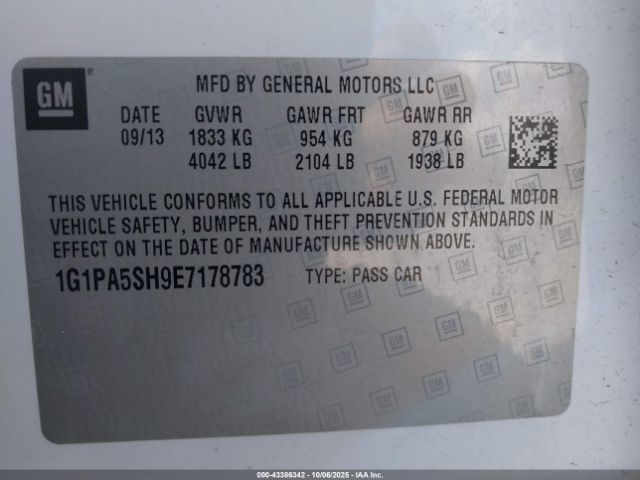 GM
®
MFD BY GENERAL MOTORS LLC
DATE GVWR GAWR FRT GAWR RR
09/13 1833 KG 954 KG 879 KG
4042 LB 2104 LB 1938 LB
THIS VEHICLE CONFORMS TO ALL APPLICABLE U.S. FEDERAL MOTOR
VEHICLE SAFETY, BUMPER, AND THEFT PREVENTION STANDARDS IN
EFFECT ON THE DATE OF MANUFACTURE SHOWN ABOVE.
1G1PA5SH9E7178783 TYPE: PASS CAR
000-43386342 - 10/06/2025 - IAA Inc.